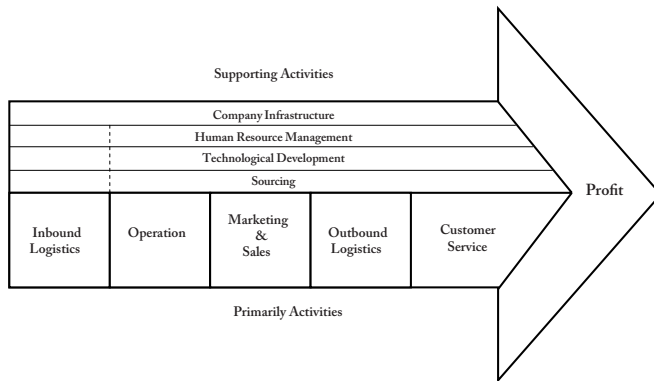 Supporting Activities
Company Infrastructure
Human Resource Management
Technological Development
Sourcing
Profit
Inbound
Logistics
Operation
Marketing
&
Sales
Outbound
Logistics
Customer
Service
Primarily Activities